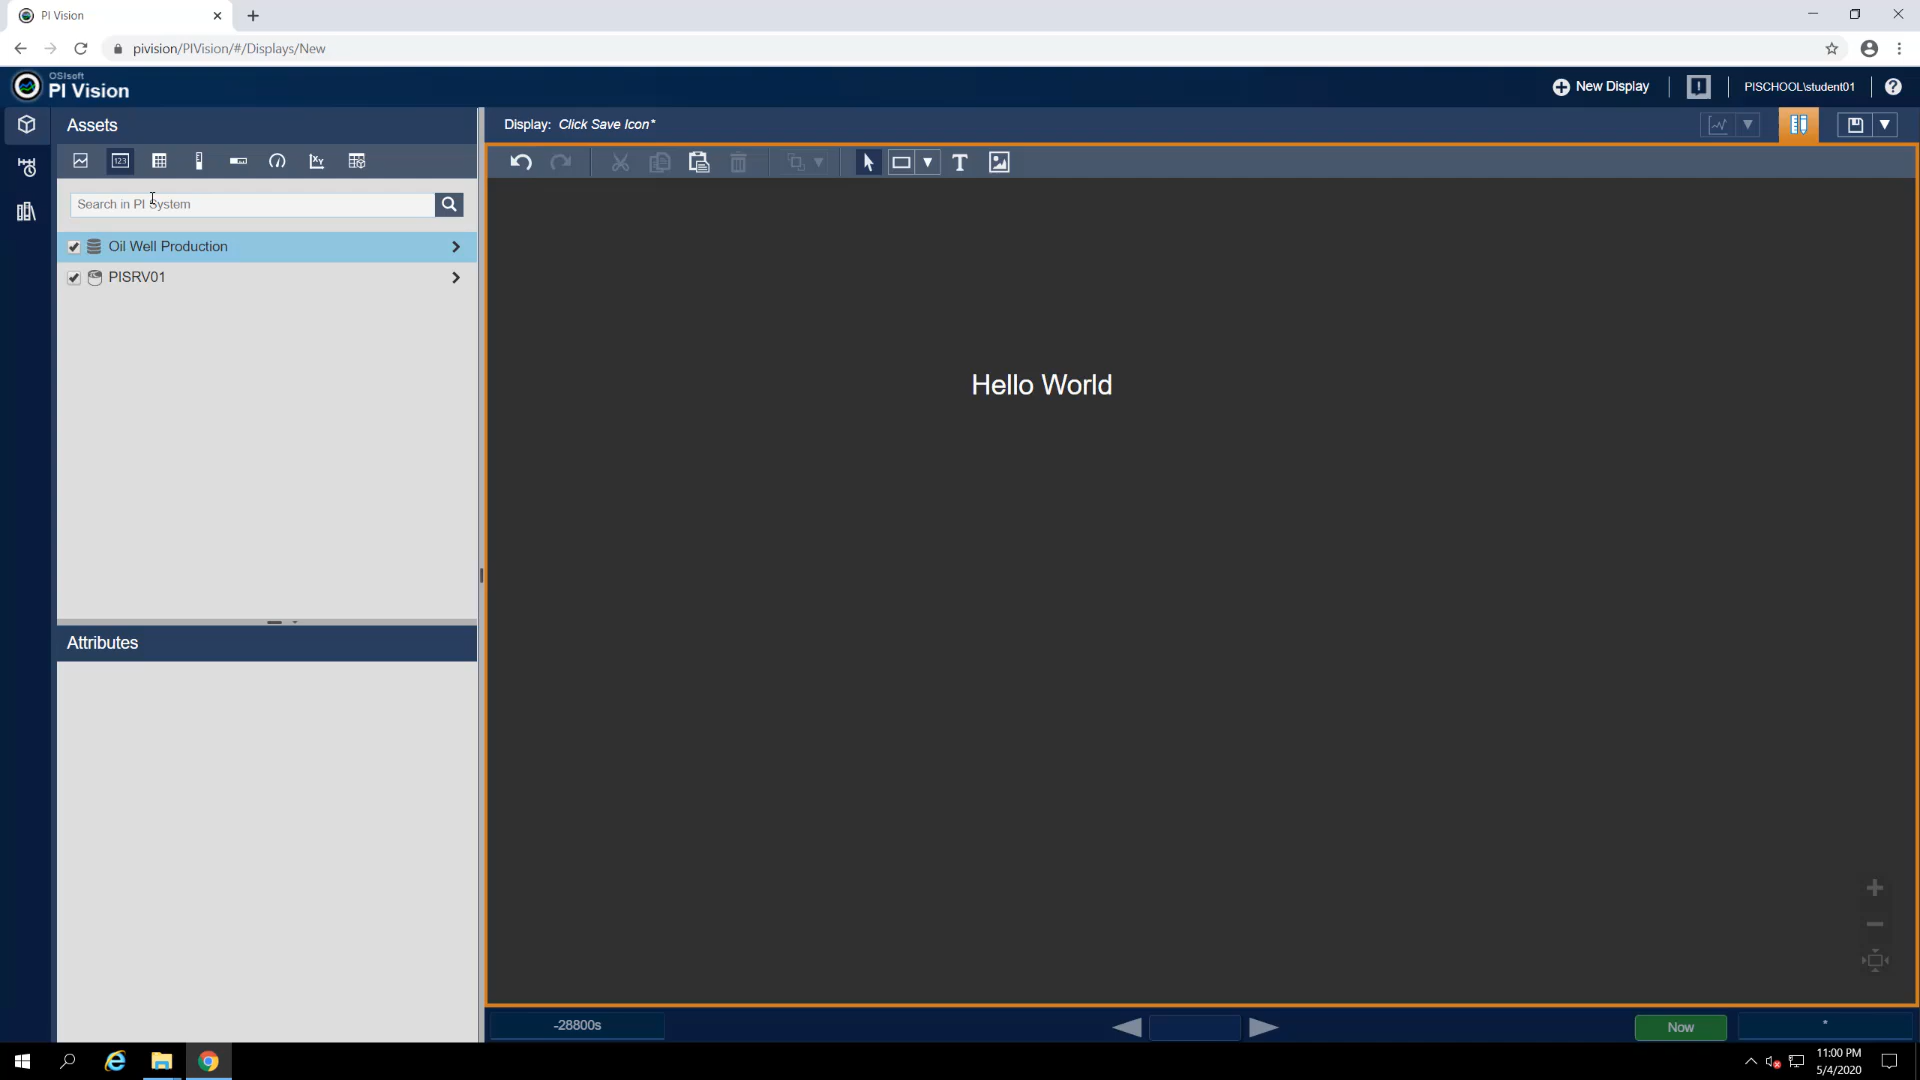 PI Vision
pivision/PIVision/#/Displays/New
OSIsoft
PI Vision
New Display
PISCHOOL\student01
Assets
Display: Click Save Icon*
123
Search in PI System
Oil Well Production
PISRV01
Hello World
Attributes
-28800s
Now
*
11:00 PM
5/4/2020